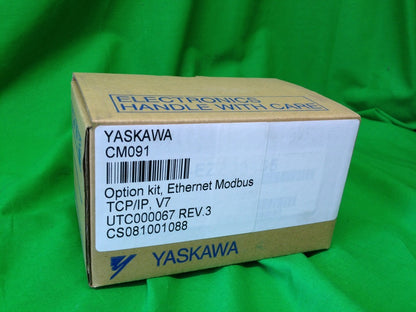 ELECTRONICS
HANDLE WITH CARE
YASKAWA
CM091
Option kit, Ethernet Modbus
TCP/IP, V7
UTC000067 REV.3
CS081001088
YASKAWA